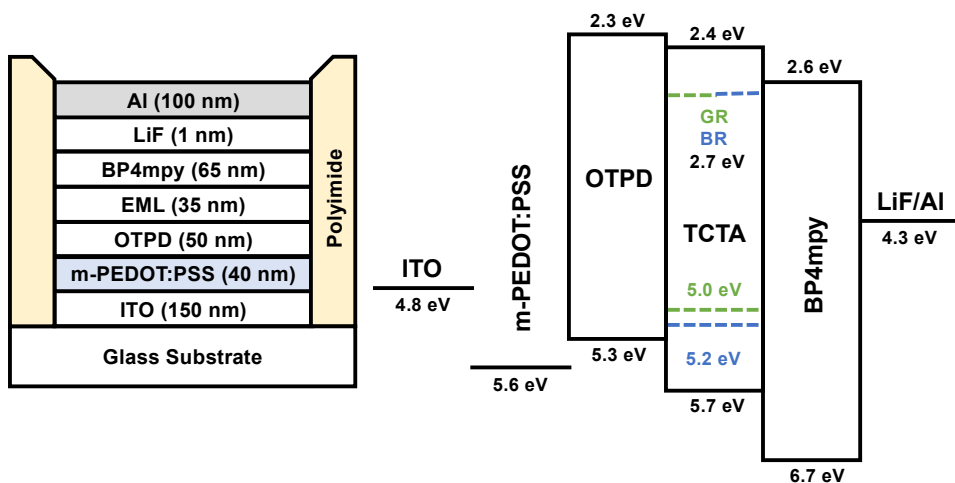 Al (100 nm)
LiF (1 nm)
BP4mpy (65 nm)
EML (35 nm)
OTPD (50 nm)
m-PEDOT:PSS (40 nm)
ITO (150 nm)
Glass Substrate
Polyimide
ITO
4.8 eV
m-PEDOT:PSS
5.6 eV
2.3 eV
OTPD
5.3 eV
2.4 eV
GR
BR
2.7 eV
TCTA
5.0 eV
5.2 eV
5.7 eV
2.6 eV
BP4mpy
6.7 eV
LiF/Al
4.3 eV